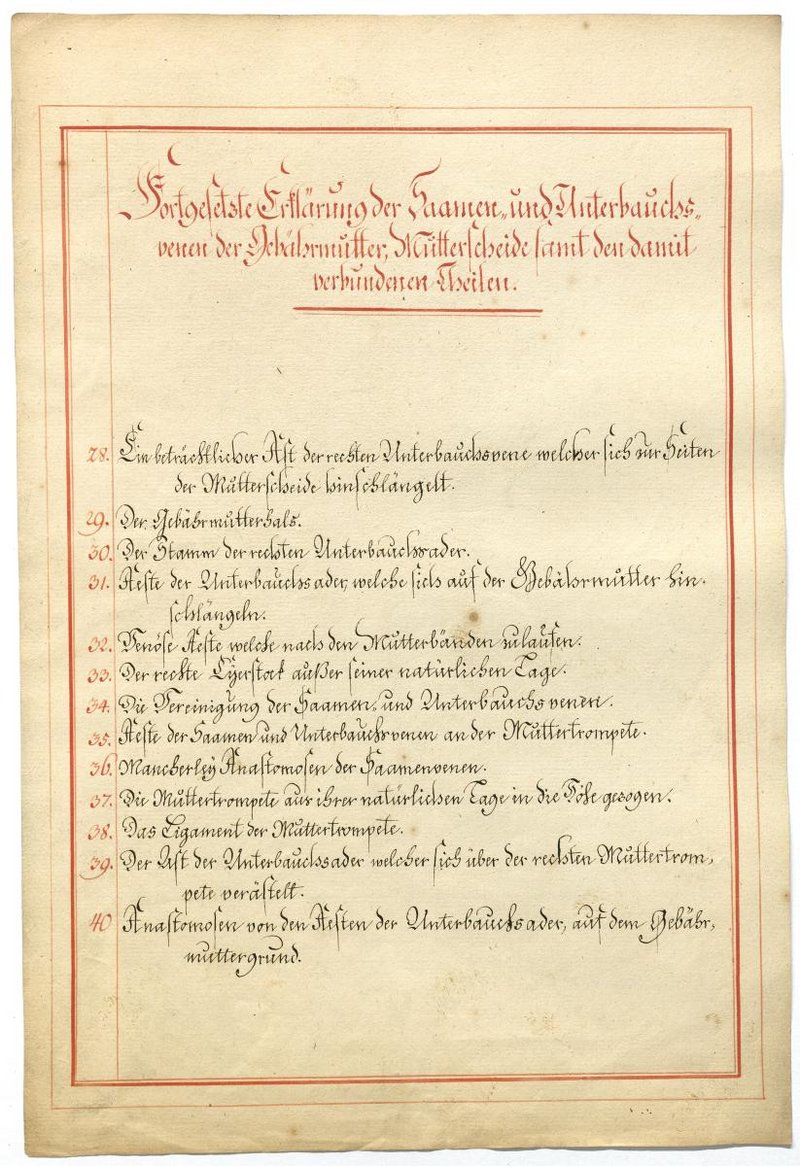 Fortgesetzte Erklärung der Saamen- und Unterbauchs-
venen der Gebährmutter, Mutterscheide samt den damit
verbundenen Theilen.
28. Ein beträchtlicher Ast der rechten Unterbauchsvene welcher sich zur Seiten
der Mutterscheide hinschlängelt.
29. Der Gebährmutterhals.
30. Der Stamm der rechten Unterbauchsader.
31. Aeste der Unterbauchsader, welche sich auf der Gebährmutter hin-
schlängeln.
32. Venöse Aeste welche nach den Mutterbänden zulaufen.
33. Der rechte Eyerstock außer seiner natürlichen Lage.
34. Die Vereinigung der Saamen- und Unterbauchsvenen.
35. Aeste der Saamen und Unterbauchsvenen an der Muttertrompete.
36. Mancherley Anastomosen der Saamenvenen.
37. Die Muttertrompete aus ihrer natürlichen Lage in die Höhe gezogen.
38. Das Ligament der Muttertrompete.
39. Der Ast der Unterbauchsader welcher sich über der rechten Muttertrom-
pete verästelt.
40 Anastomosen von den Aesten der Unterbauchsader, auf dem Gebähr-
muttergrund.